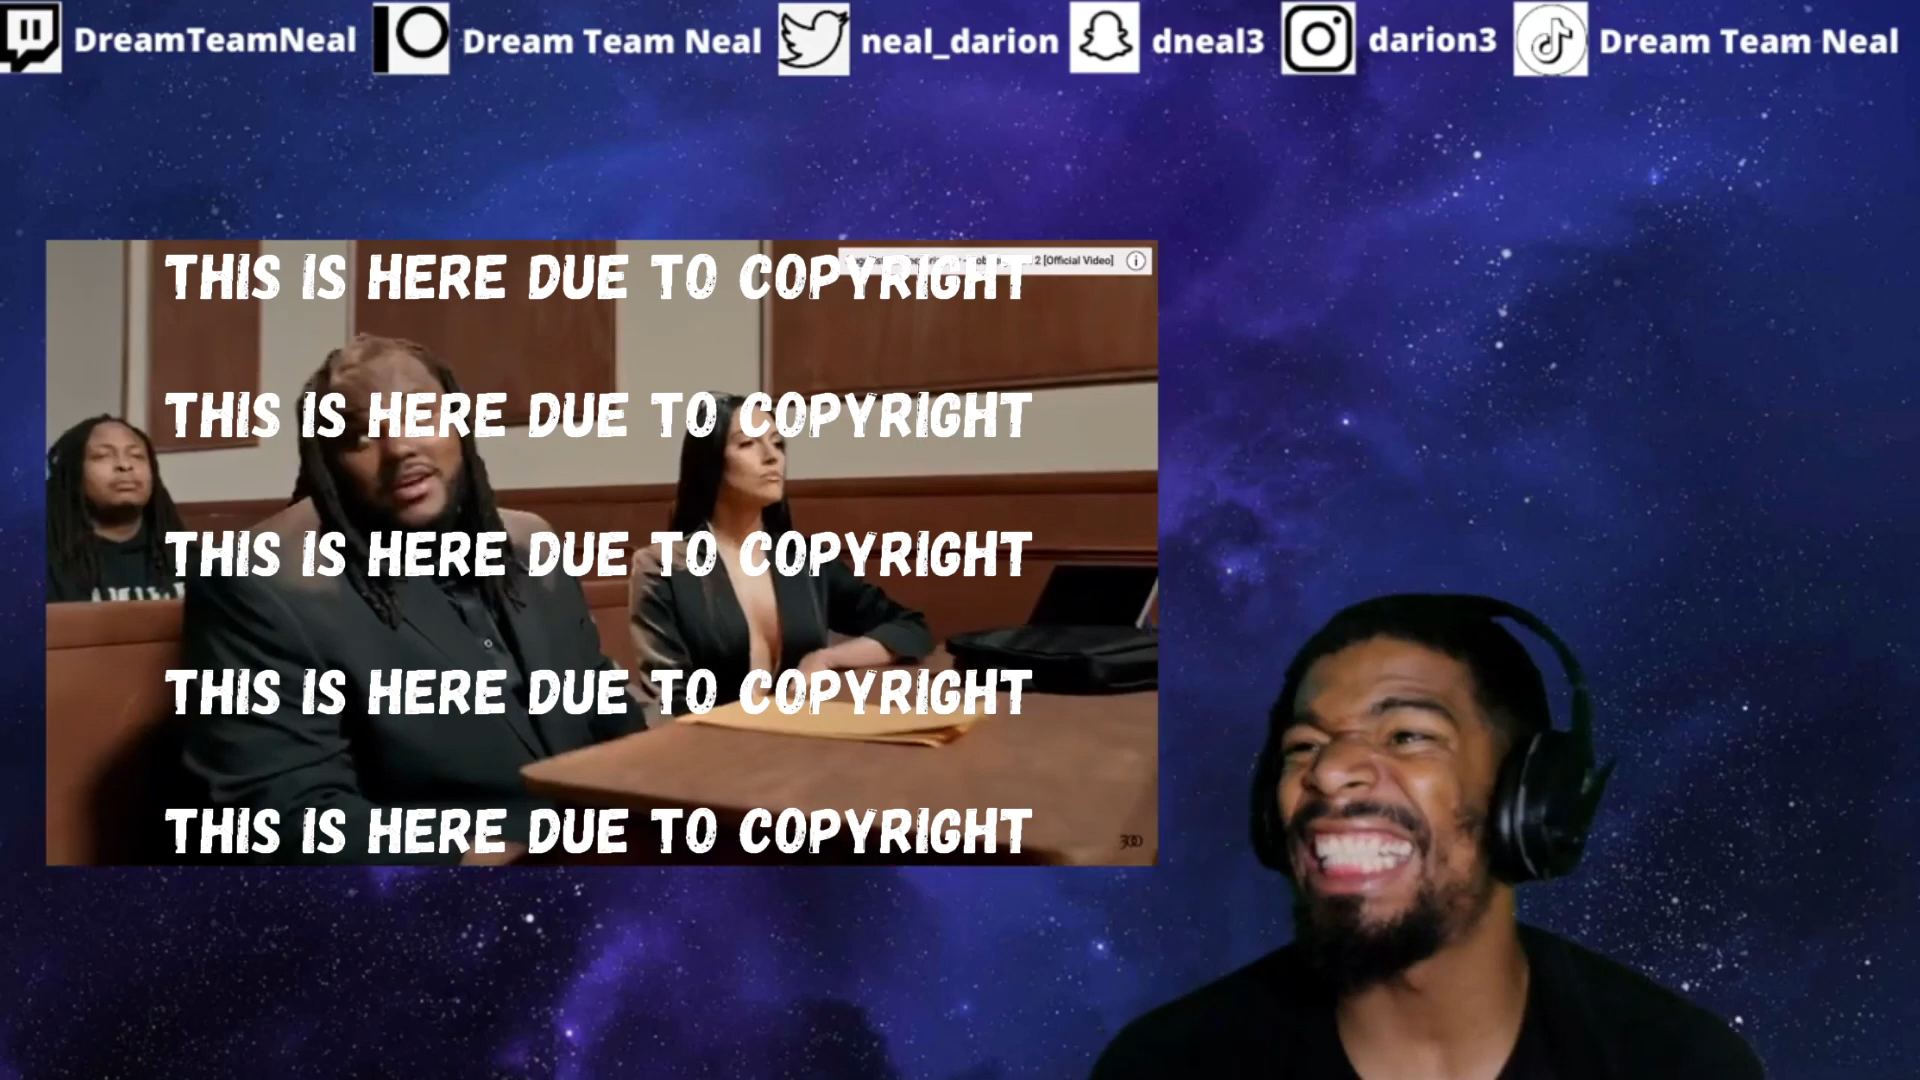 DreamTeamNeal Dream Team Neal neal_darion dneal3 darion3 Dream Team Neal
2 [Official Video]
THIS IS HERE DUE TO COPYRIGHT
THIS IS HERE DUE TO COPYRIGHT
THIS IS HERE DUE TO COPYRIGHT
THIS IS HERE DUE TO COPYRIGHT
THIS IS HERE DUE TO COPYRIGHT
300